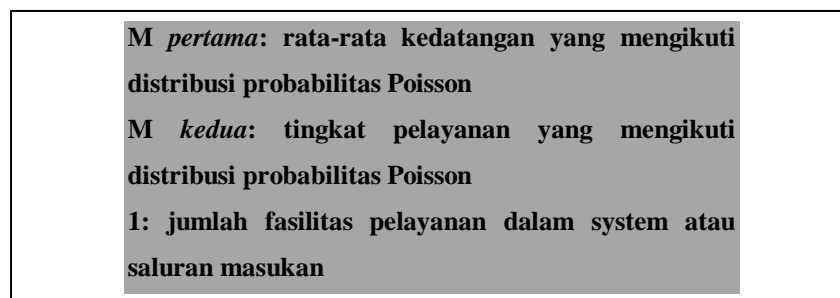 M pertama: rata-rata kedatangan yang mengikuti
distribusi probabilitas Poisson
M kedua: tingkat pelayanan yang mengikuti
distribusi probabilitas Poisson
1: jumlah fasilitas pelayanan dalam system atau
saluran masukan